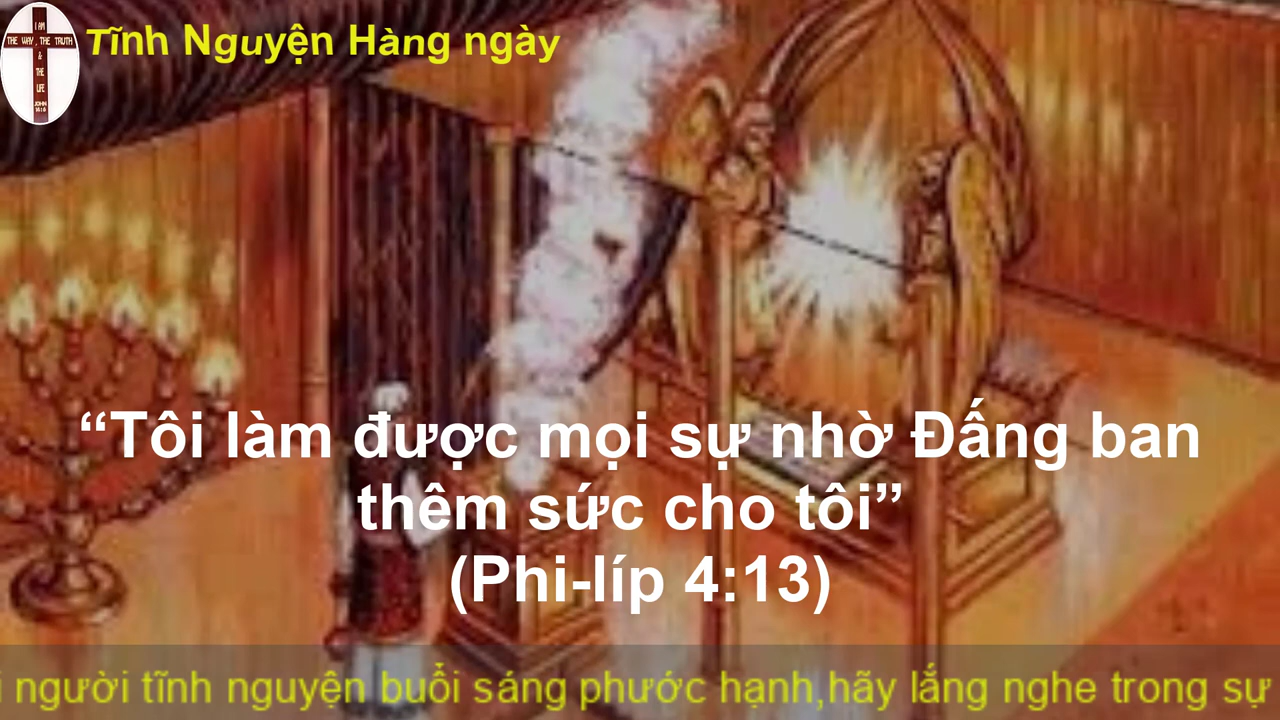 I AM
THE WAY, THE TRUTH
&
THE
LIFE
JOHN
Tĩnh Nguyện Hàng ngày
“Tôi làm được mọi sự nhờ Đấng ban
thêm sức cho tôi”
(Phi-líp 4:13)
người tĩnh nguyện buổi sáng phước hạnh,hãy lắng nghe trong sự